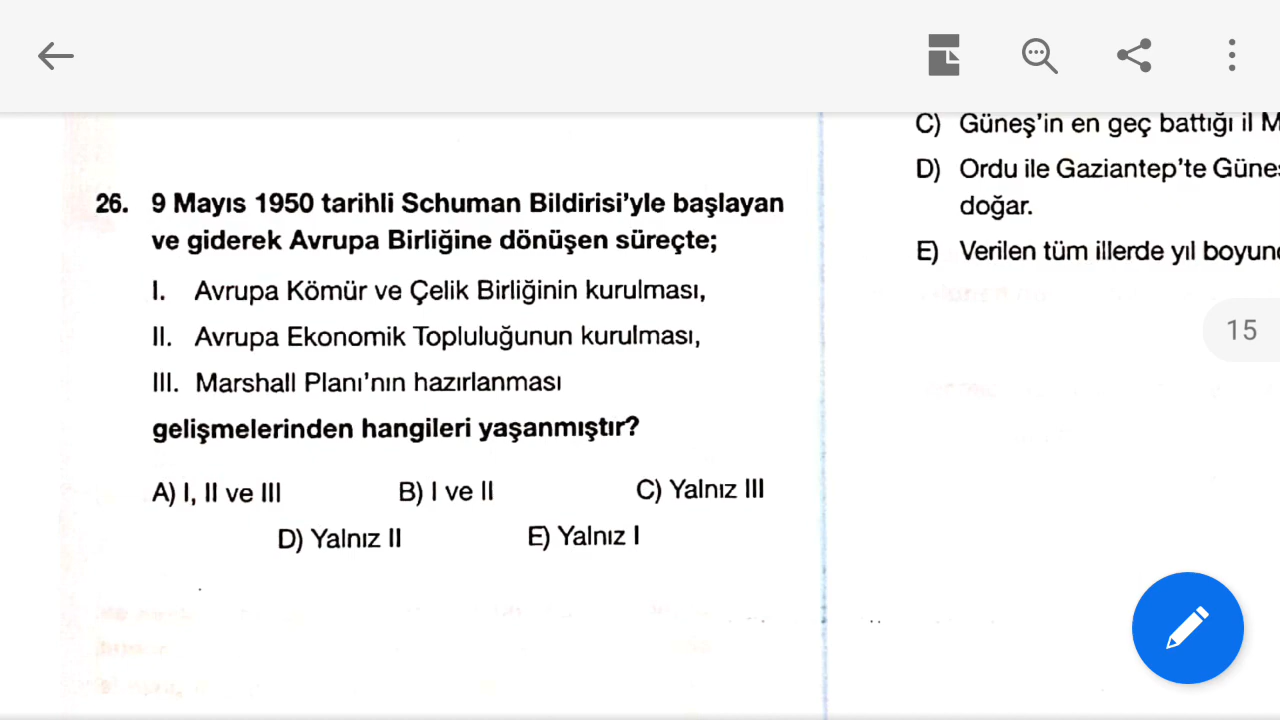 26. 9 Mayıs 1950 tarihli Schuman Bildirisi'yle başlayan
ve giderek Avrupa Birliğine dönüşen süreçte;
I. Avrupa Kömür ve Çelik Birliğinin kurulması,
II. Avrupa Ekonomik Topluluğunun kurulması,
III. Marshall Planı'nın hazırlanması
gelişmelerinden hangileri yaşanmıştır?
A) I, II ve III B) I ve II C) Yalnız III
D) Yalnız II E) Yalnız I
C) Güneş'in en geç battığı il
D) Ordu ile Gaziantep'te
doğar.
E) Verilen tüm illerde yıl
15